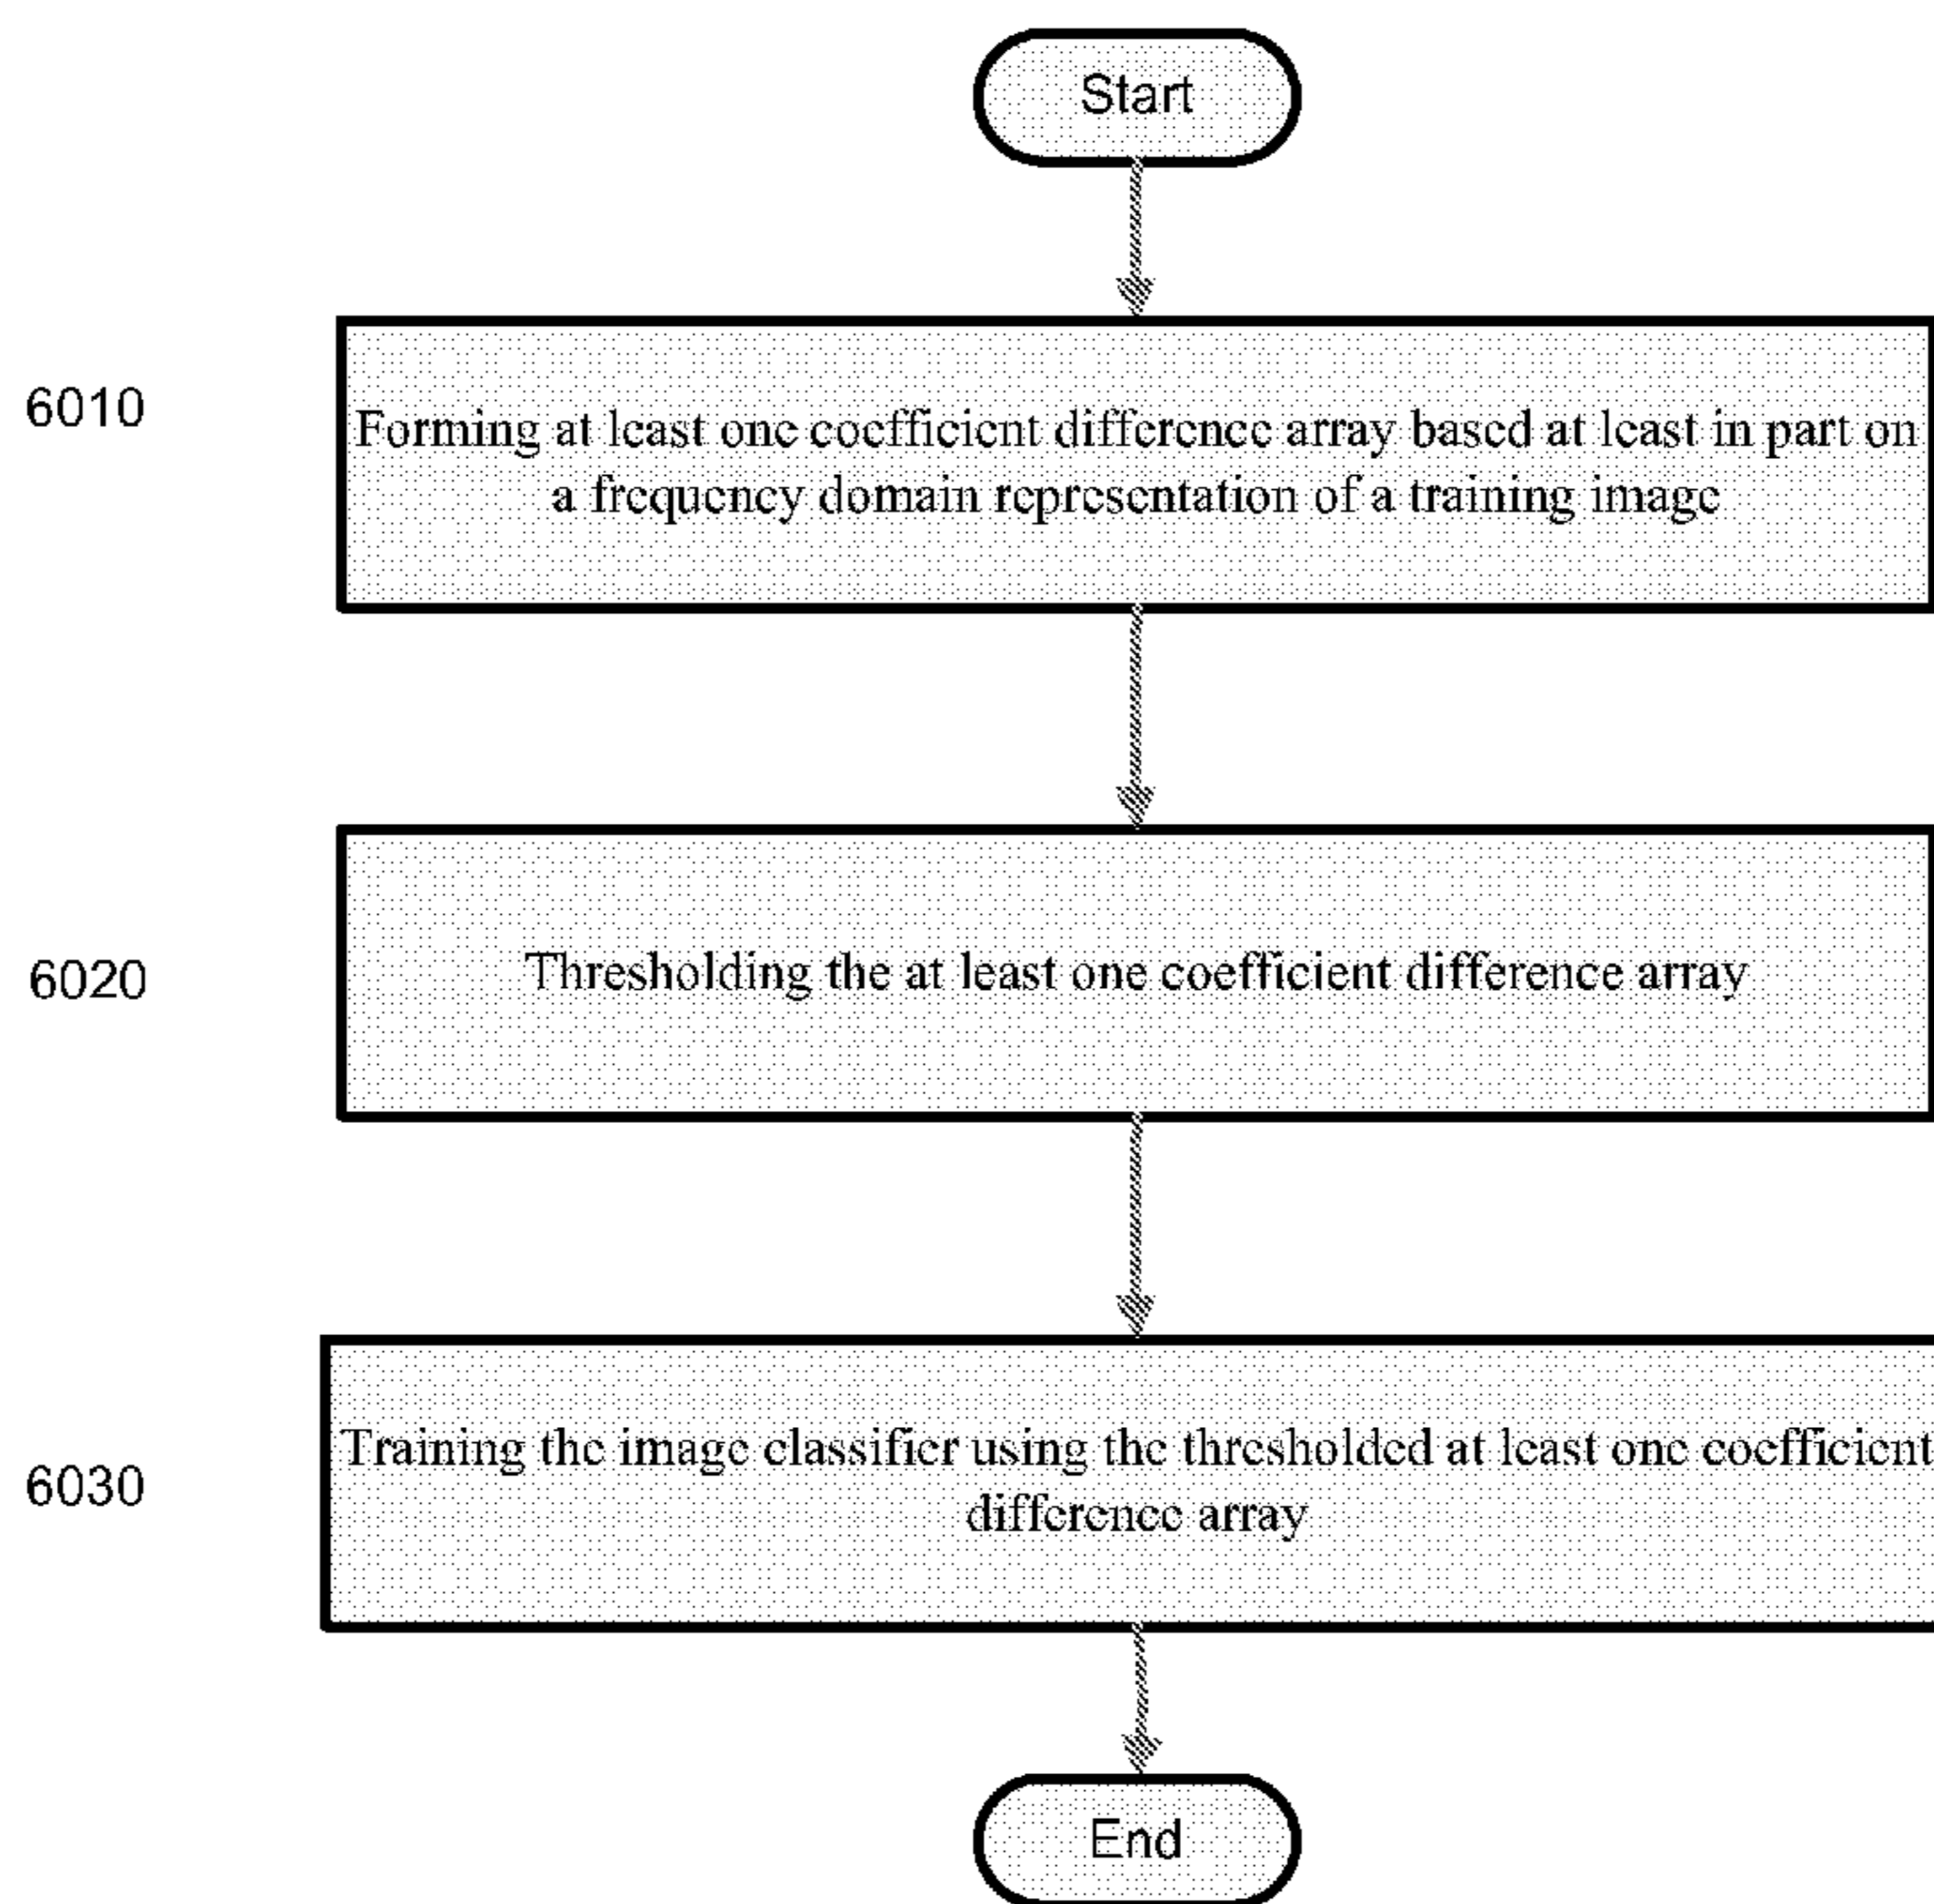 Start
6010
Forming at least one coefficient difference array based at least in part on
a frequency domain representation of a training image
6020
Thresholding the at least one coefficient difference array
6030
Training the image classifier using the thresholded at least one coefficient
difference array
End